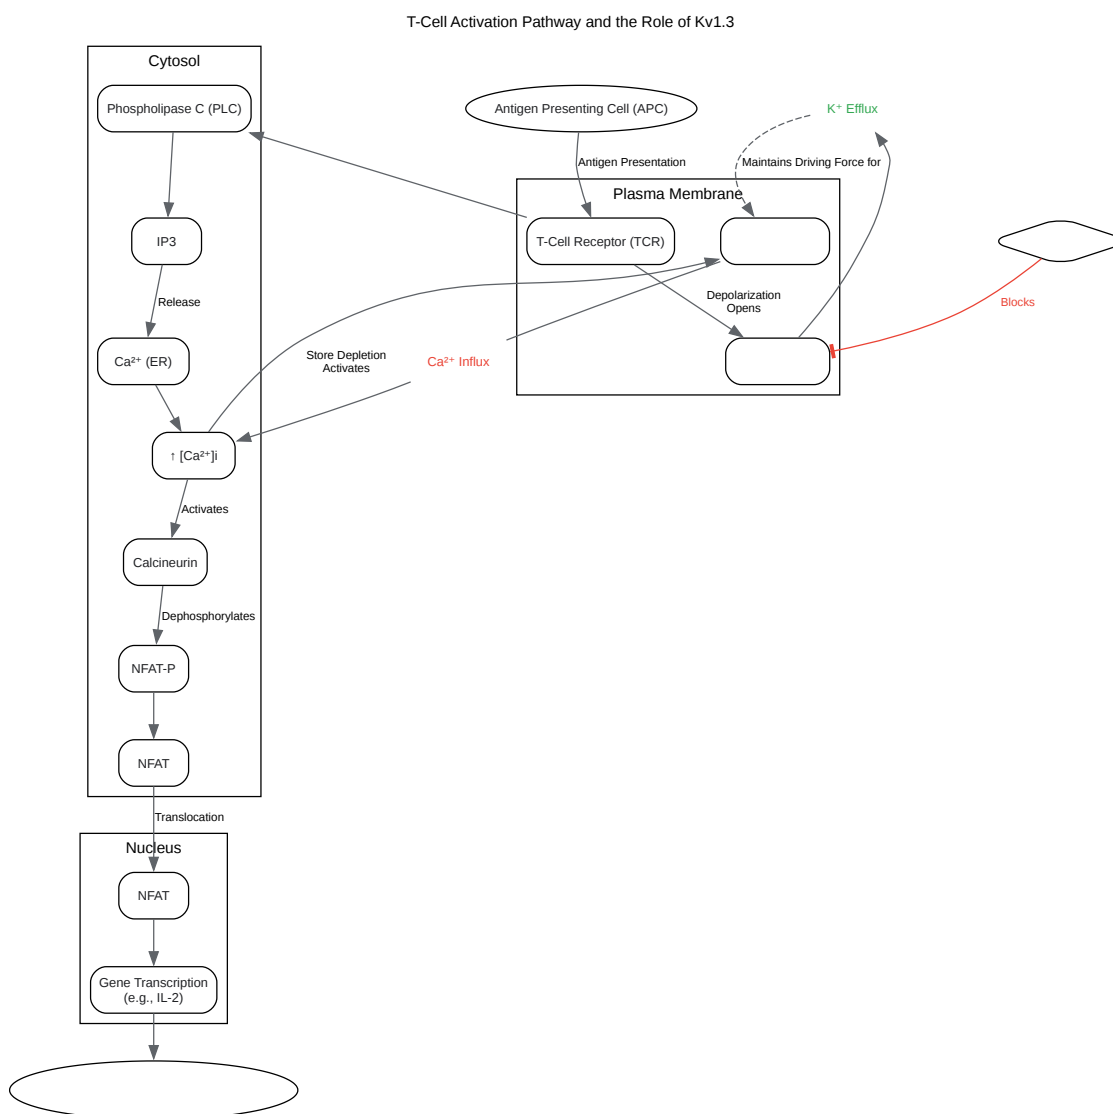 T-Cell Activation Pathway and the Role of Kv1.3
Cytosol
Phospholipase C (PLC)
Antigen Presenting Cell (APC)
K⁺ Efflux
Antigen Presentation
Maintains Driving Force for
Plasma Membrane
IP3
T-Cell Receptor (TCR)
Release
Depolarization
Opens
Blocks
Ca²⁺ (ER)
Store Depletion
Activates
Ca²⁺ Influx
↑ [Ca²⁺]i
Activates
Calcineurin
Dephosphorylates
NFAT-P
NFAT
Translocation
Nucleus
NFAT
Gene Transcription
(e.g., IL-2)